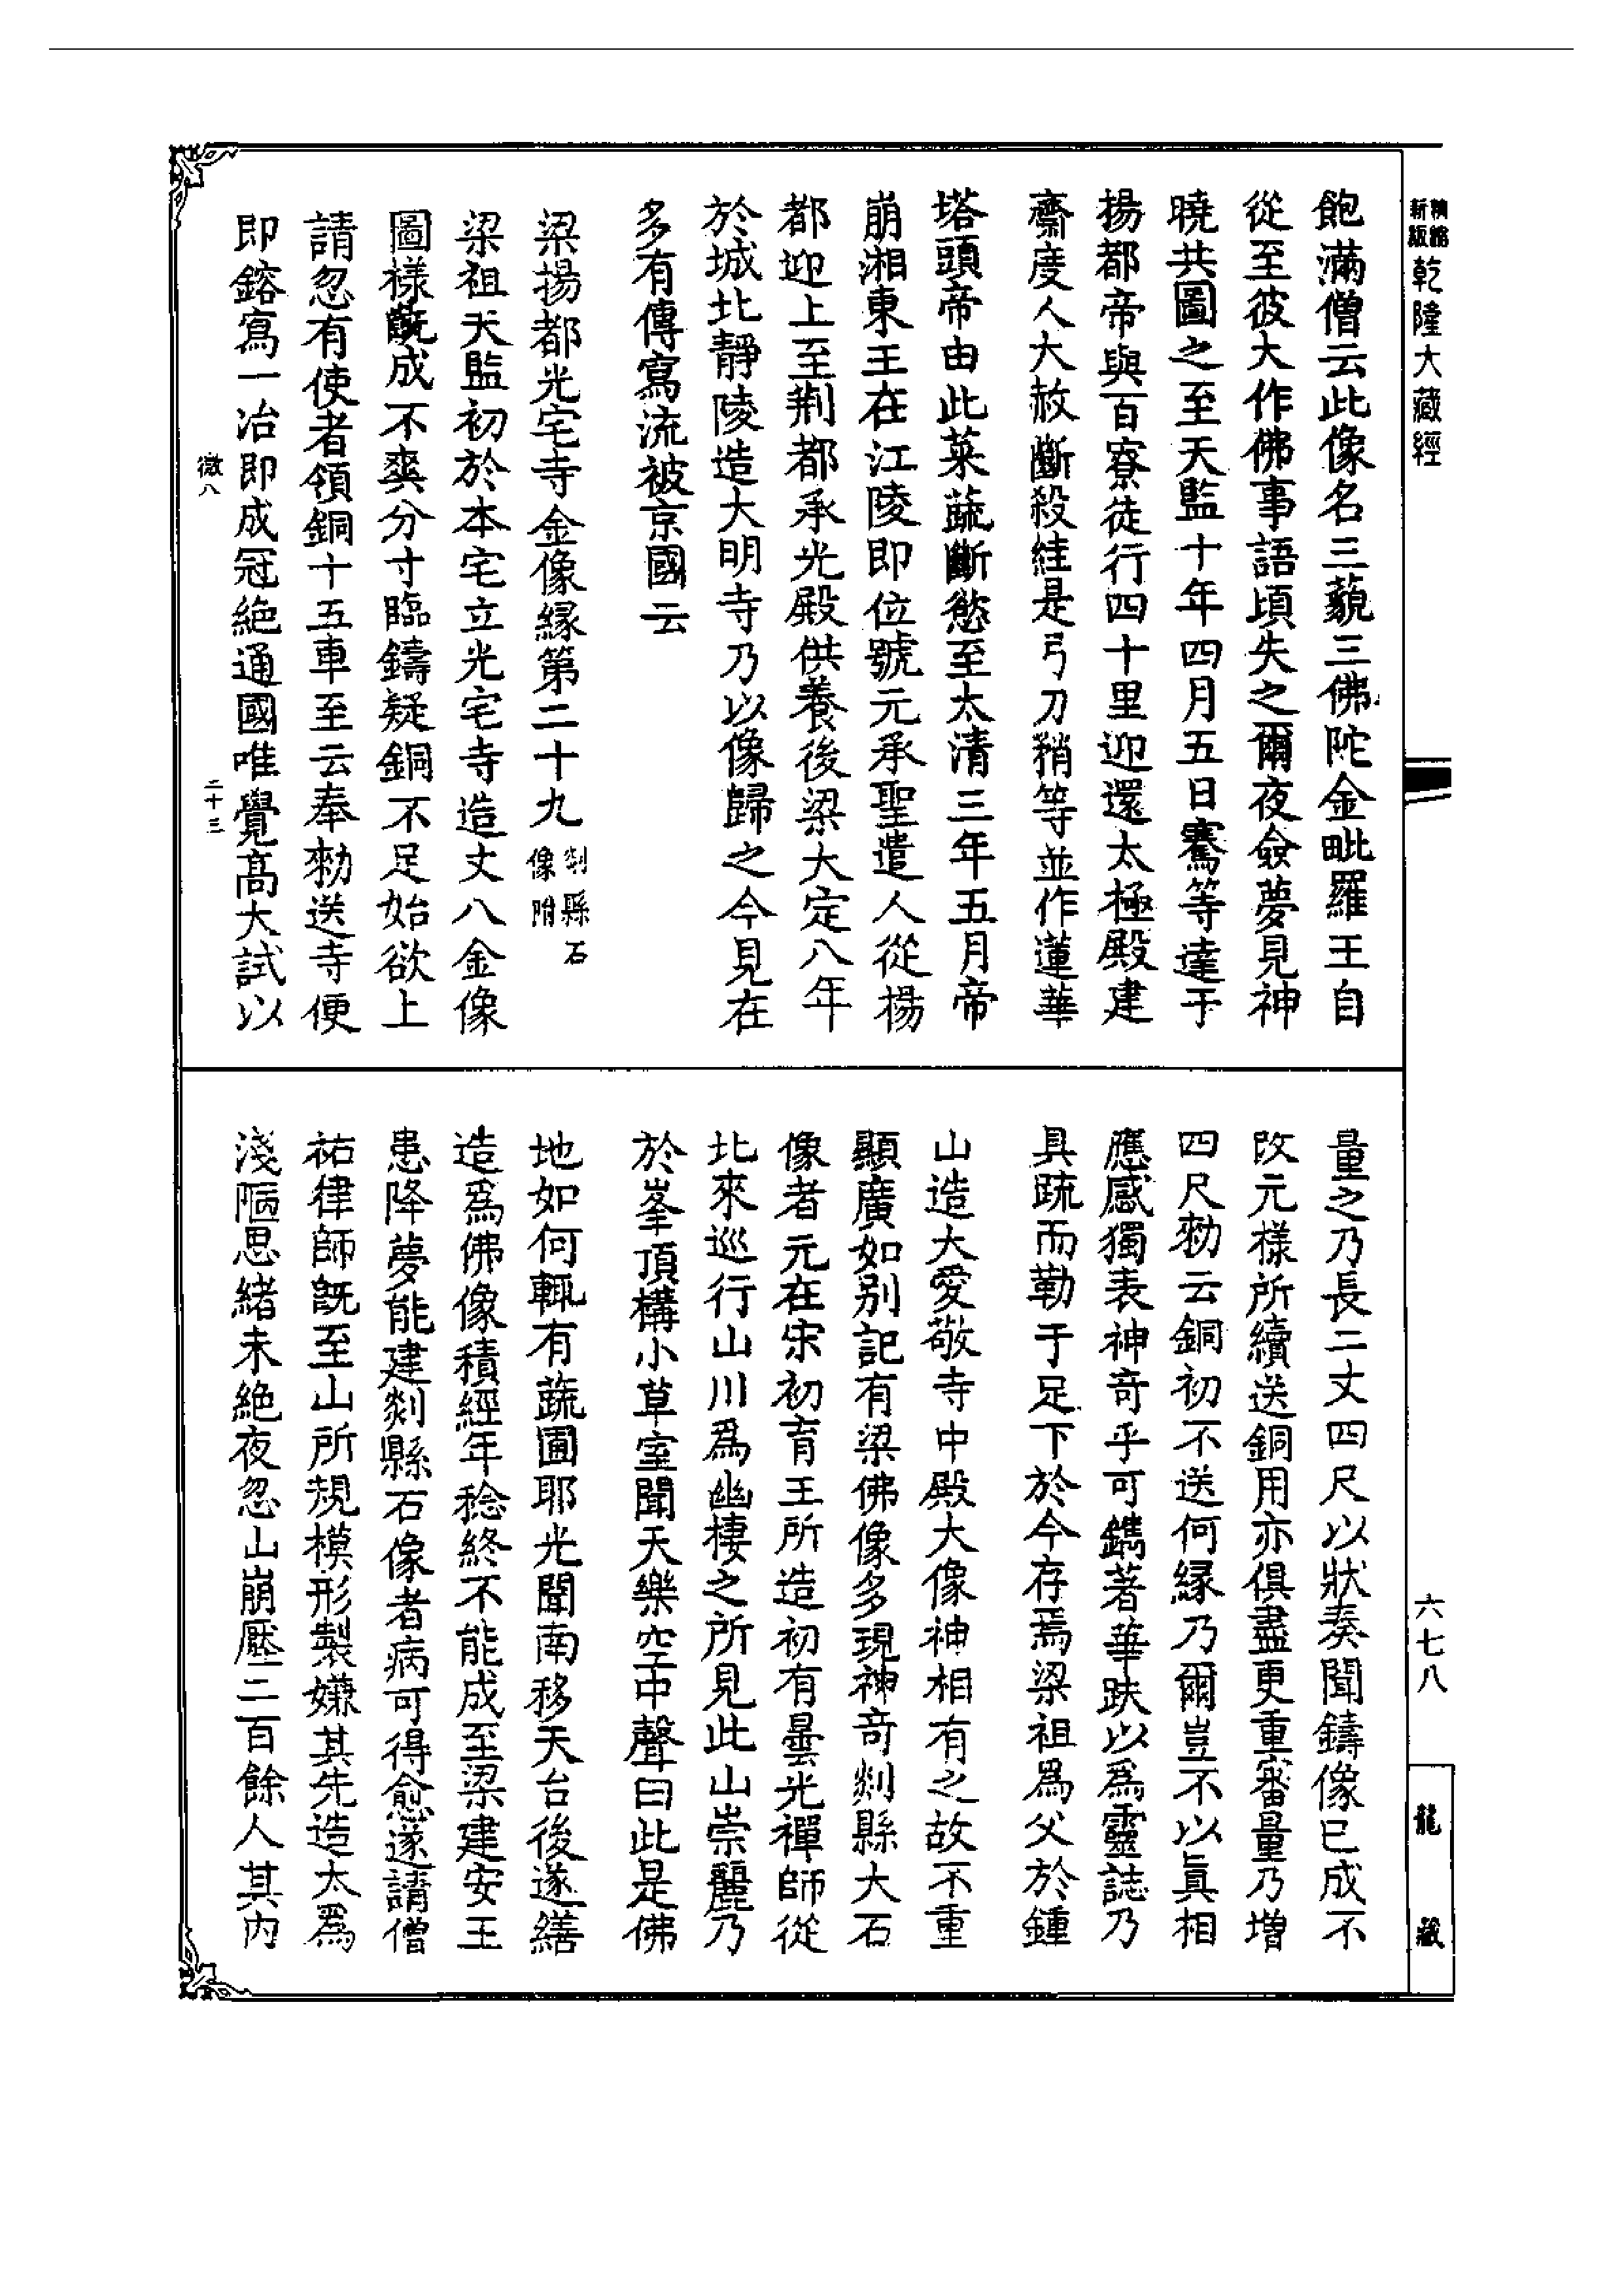 精縮
新版
乾隆大藏經
飽滿僧云此像名三藐三佛陀金毗羅王自
從至彼大作佛事語頃失之爾夜僉夢見神
曉共圖之至天監十年四月五日騫等達于
揚都帝與百寮徒行四十里迎還太極殿建
齋度人大赦斷殺絓是弓刀矟等並作蓮華
塔頭帝由此菜蔬斷慾至太清三年五月帝
崩湘東王在江陵即位號元承聖遣人從揚
都迎上至荆都承光殿供養後梁大定八年
於城北靜陵造大明寺乃以像歸之今見在
多有傳寫流被京國云
梁揚都光宅寺金像緣第二十九剡縣石
像附
梁祖天監初於本宅立光宅寺造丈八金像
圖樣旣成不爽分寸臨鑄疑銅不足始欲上
請忽有使者領銅十五車至云奉勑送寺便
即鎔寫一冶即成冠絶通國唯覺髙大試以
微八
二十三
量之乃長二丈四尺以狀奏聞鑄像已成不
改元樣所續送銅用亦俱盡更重審量乃増
四尺勑云銅初不送何緣乃爾豈不以眞相
應感獨表神竒乎可鐫著華趺以爲靈誌乃
具疏而勒于足下於今存焉梁祖爲父於鍾
山造大愛敬寺中殿大像神相有之故不重
顯廣如别記有梁佛像多現神竒剡縣大石
像者元在宋初育王所造初有曇光禪師從
北來巡行山川爲幽棲之所見此山崇麗乃
於峯頂構小草室聞天樂空中聲曰此是佛
地如何輒有蔬圃耶光聞南移天台後遂繕
造爲佛像積經年稔終不能成至梁建安王
患降夢能建剡縣石像者病可得愈遂請僧
祐律師旣至山所規模形製嫌其先造太爲
淺陋思緒未絶夜忽山崩壓二百餘人其内
六七八
龍藏